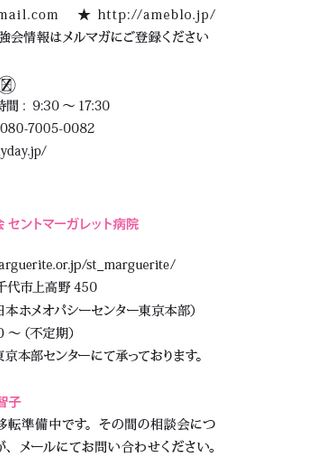 mail.com ★ http://ameblo.jp/
強会情報はメルマガにご登録ください
時間： 9:30 〜 17:30
080-7005-0082
yday.jp/
会 セントマーガレット病院
arguerite.or.jp/st_marguerite/
千代市上高野 450
日本ホメオパシーセンター東京本部）
0 〜（不定期）
東京本部センターにて承っております。
智子
移転準備中です。その間の相談会につ
が、メールにてお問い合わせください。